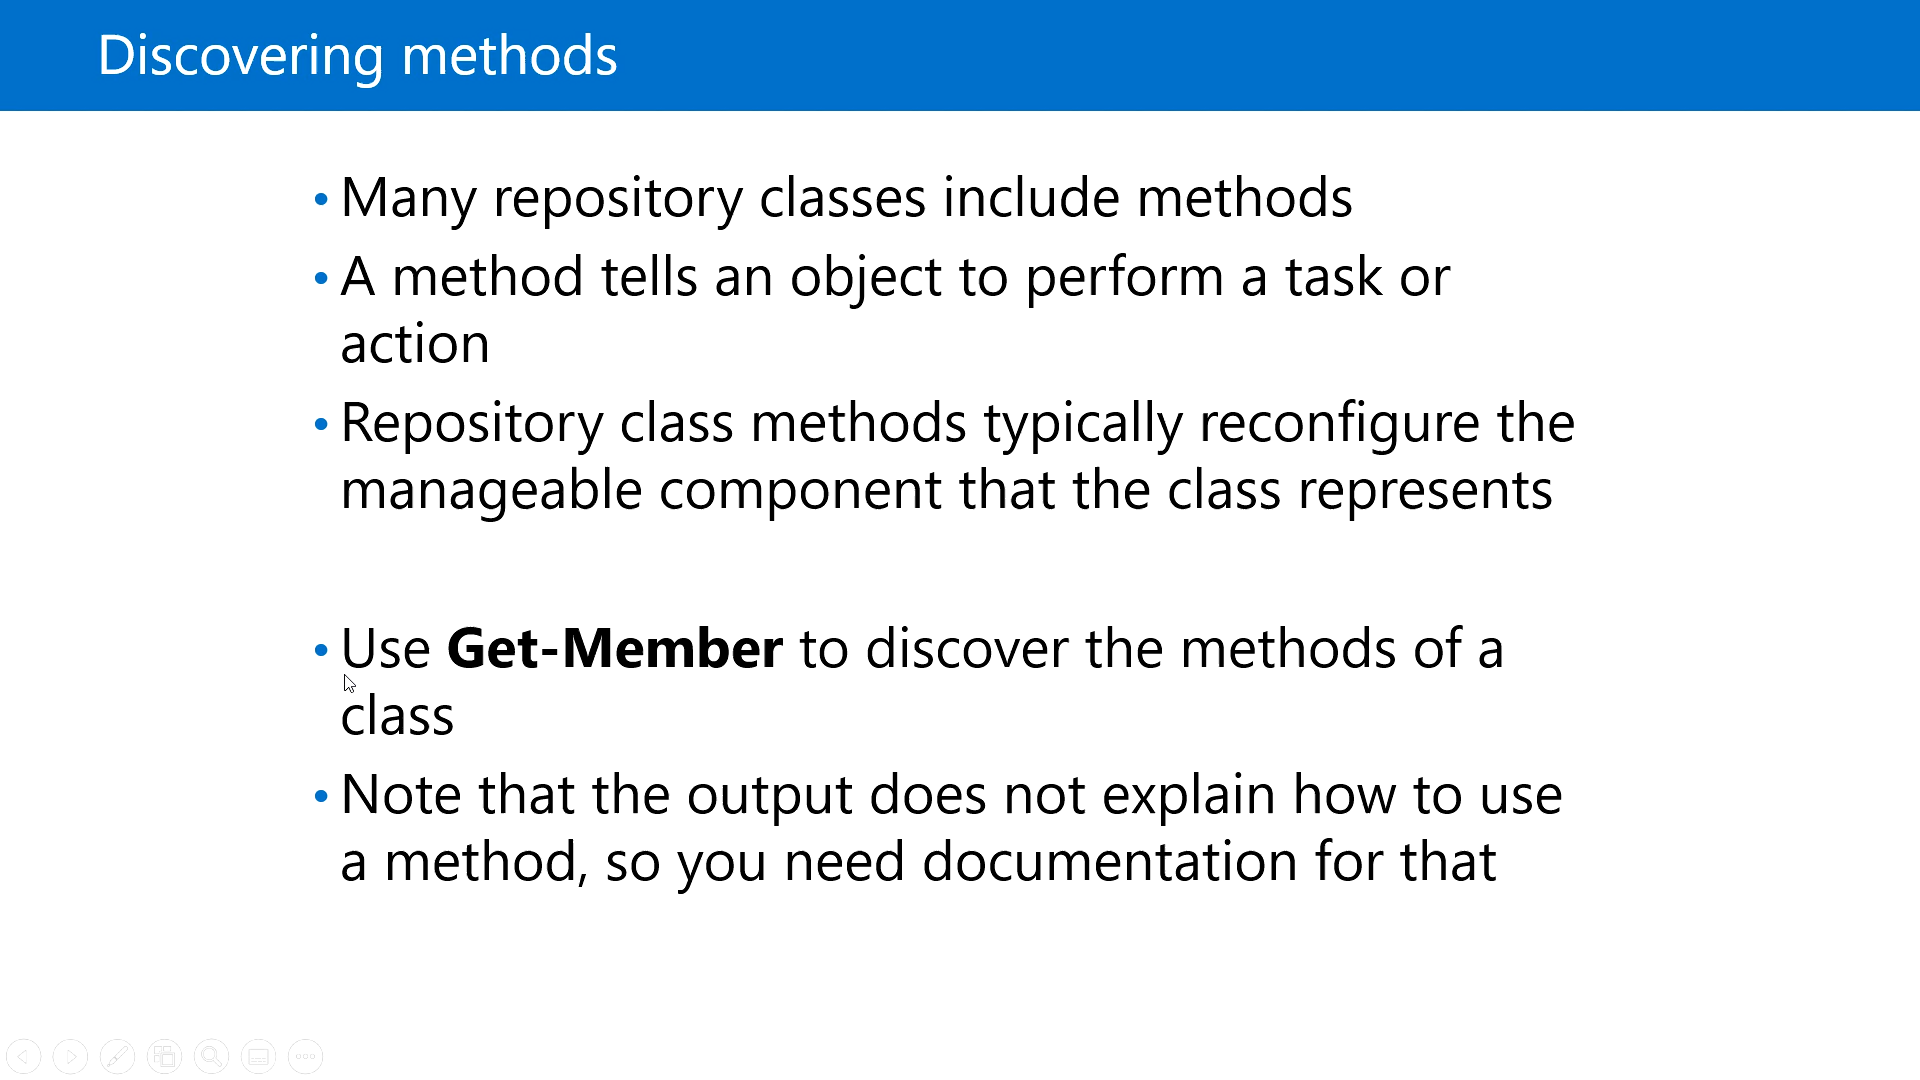 Discovering methods
• Many repository classes include methods
• A method tells an object to perform a task or
action
• Repository class methods typically reconfigure the
manageable component that the class represents
• Use Get-Member to discover the methods of a
class
• Note that the output does not explain how to use
a method, so you need documentation for that